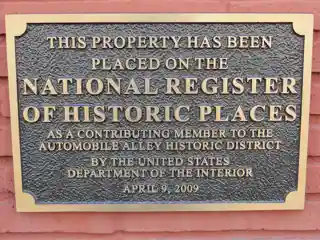 THIS PROPERTY HAS BEEN
PLACED ON THE
NATIONAL REGISTER
OF HISTORIC PLACES
AS A CONTRIBUTING MEMBER TO THE
AUTOMOBILE ALLEY HISTORIC DISTRICT
BY THE UNITED STATES
DEPARTMENT OF THE INTERIOR
APRIL 9, 2009